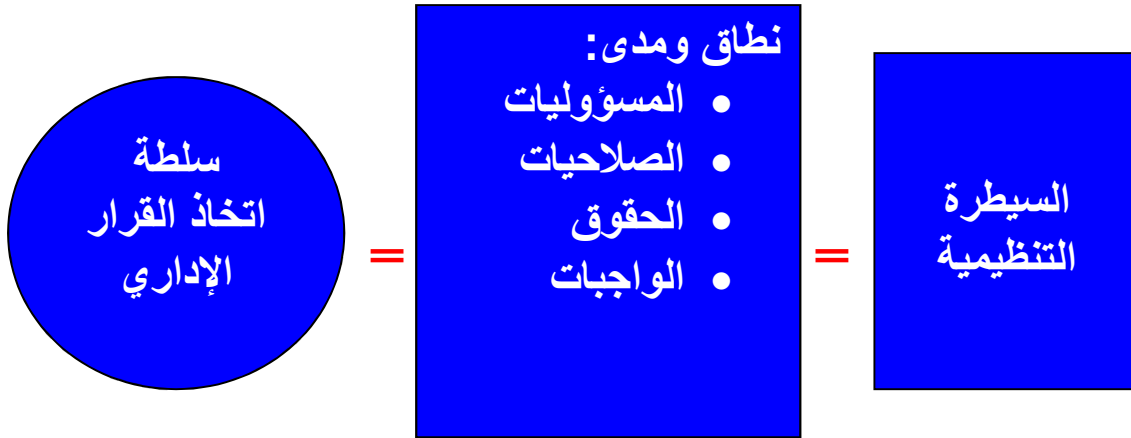 السيطرة
التنظيمية
=
نطاق ومدى:
• المسؤوليات
• الصلاحيات
• الحقوق
• الواجبات
=
سلطة
اتخاذ القرار
الإداري